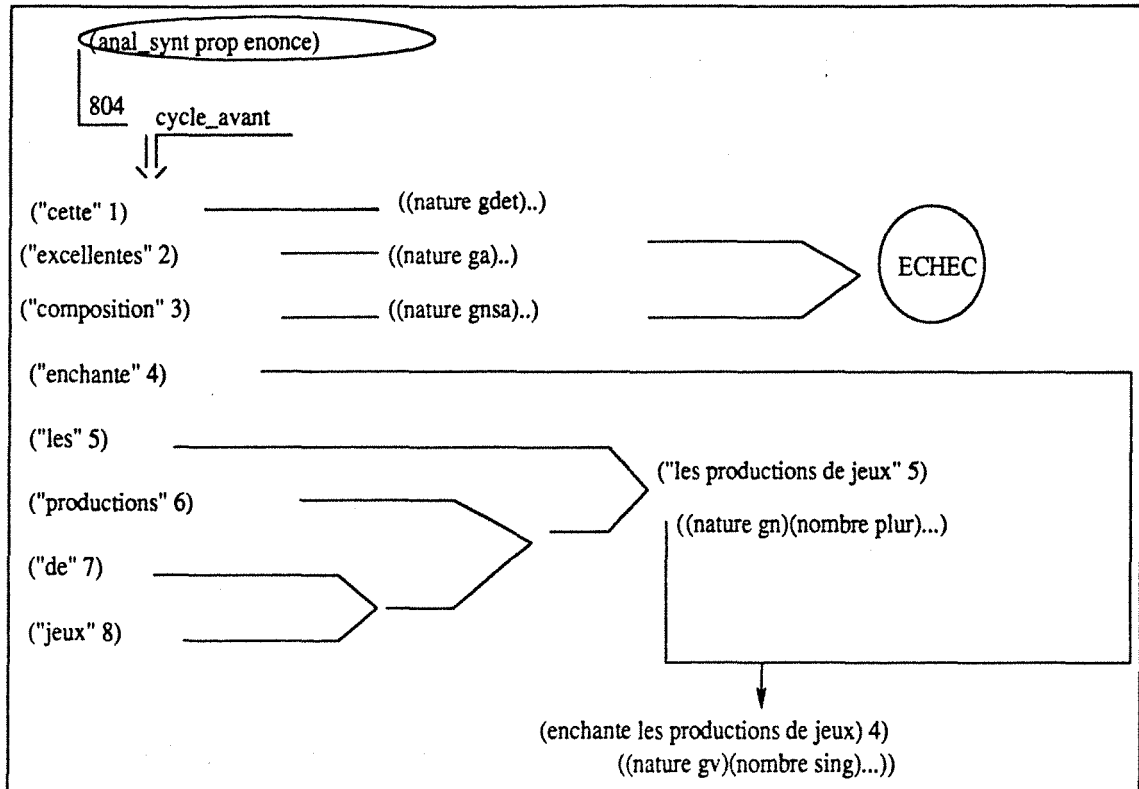 (anal_synt prop enonce)
804
cycle_avant
("cette" 1)
((nature gdet)..)
("excellentes" 2)
((nature ga)..)
ECHEC
("composition" 3)
((nature gnsa)..)
("enchante" 4)
("les" 5)
("les productions de jeux" 5)
("productions" 6)
((nature gn)(nombre plur)...)
("de" 7)
("jeux" 8)
(enchante les productions de jeux) 4)
((nature gv)(nombre sing)...))